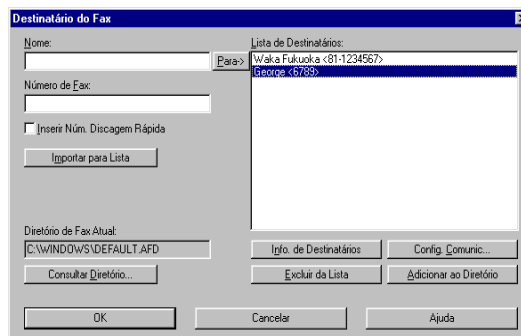 Destinatário do Fax
Nome:
Para->
Número de Fax:
Inserir Núm. Discagem Rápida
Importar para Lista
Diretório de Fax Atual:
C:\WINDOWS\DEFAULT.AFD
Consultar Diretório...
Lista de Destinatários:
Waka Fukuoka <81-1234567>
George <6789>
Info. de Destinatários
Config. Comunic...
Excluir da Lista
Adicionar ao Diretório
OK
Cancelar
Ajuda